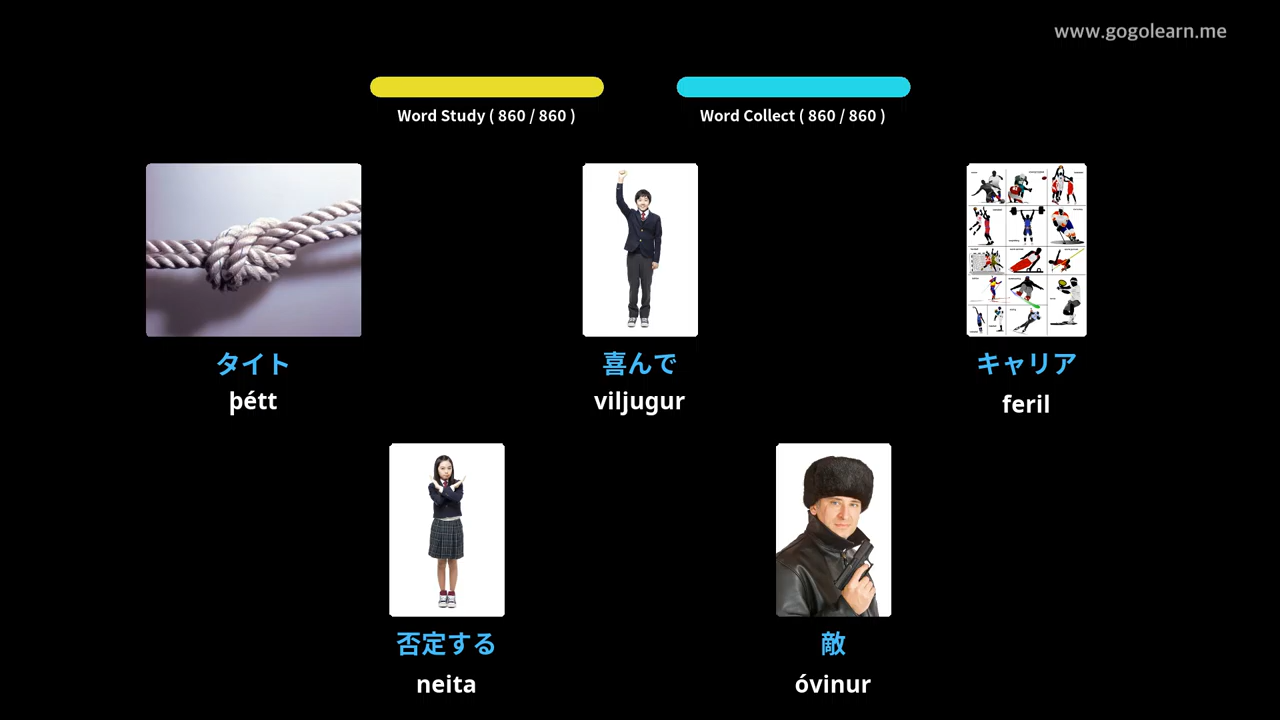 www.gogolearn.me
Word Study ( 860 / 860 )
Word Collect ( 860 / 860 )
タイト
þétt
喜んで
viljugur
キャリア
feril
否定する
neita
敵
óvinur